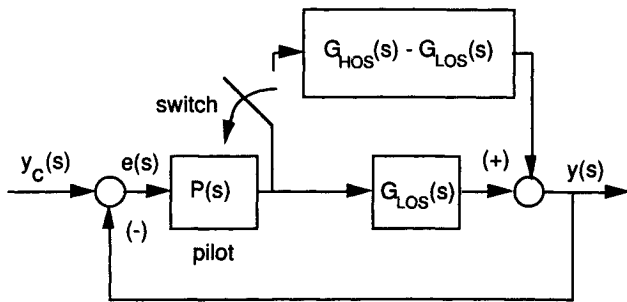 G_HOS(s) - G_LOS(s)
switch
y_c(s)
e(s)
P(s)
G_LOS(s)
(+)
y(s)
(-)
pilot